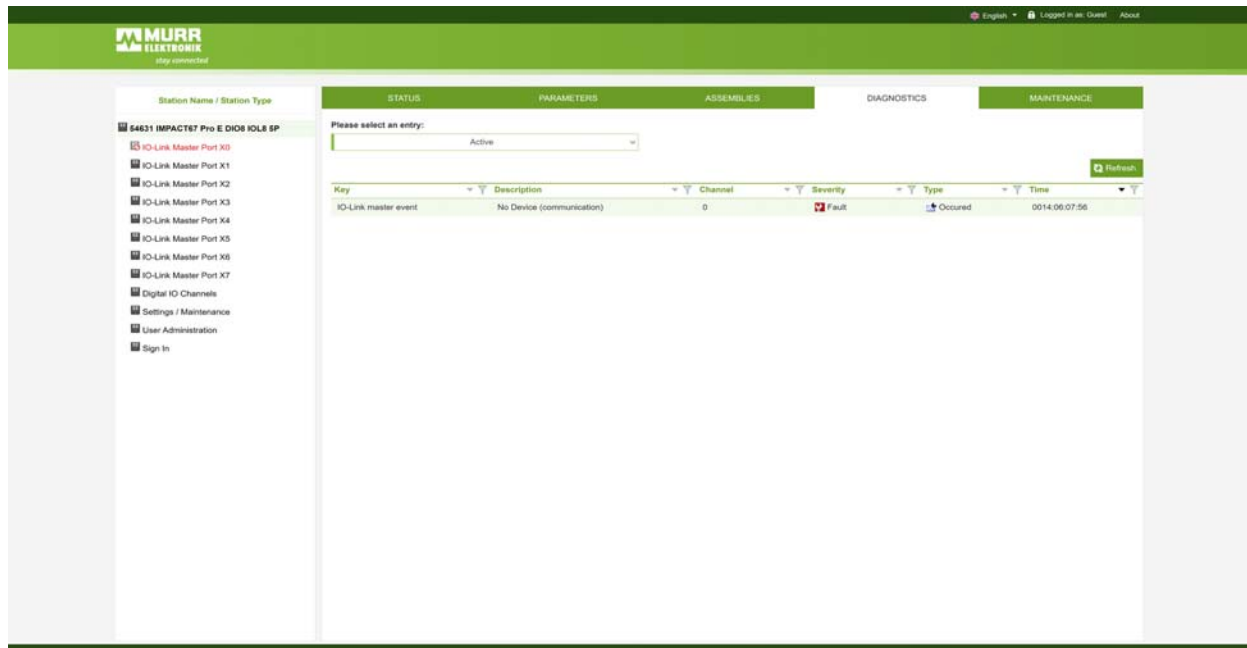 English Logged in as: Guest About
MURR
ELEKTRONIK
stay connected
Station Name / Station Type
STATUS PARAMETERS ASSEMBLIES DIAGNOSTICS MAINTENANCE
54631 IMPACT67 Pro E DIO8 IOL8 5P
IO-Link Master Port X0
IO-Link Master Port X1
IO-Link Master Port X2
IO-Link Master Port X3
IO-Link Master Port X4
IO-Link Master Port X5
IO-Link Master Port X6
IO-Link Master Port X7
Digital IO Channels
Settings / Maintenance
User Administration
Sign In
Please select an entry:
Active
Refresh
Key Description Channel Severity Type Time
IO-Link master event No Device (communication) 0 Fault Occured 0014:06:07:56